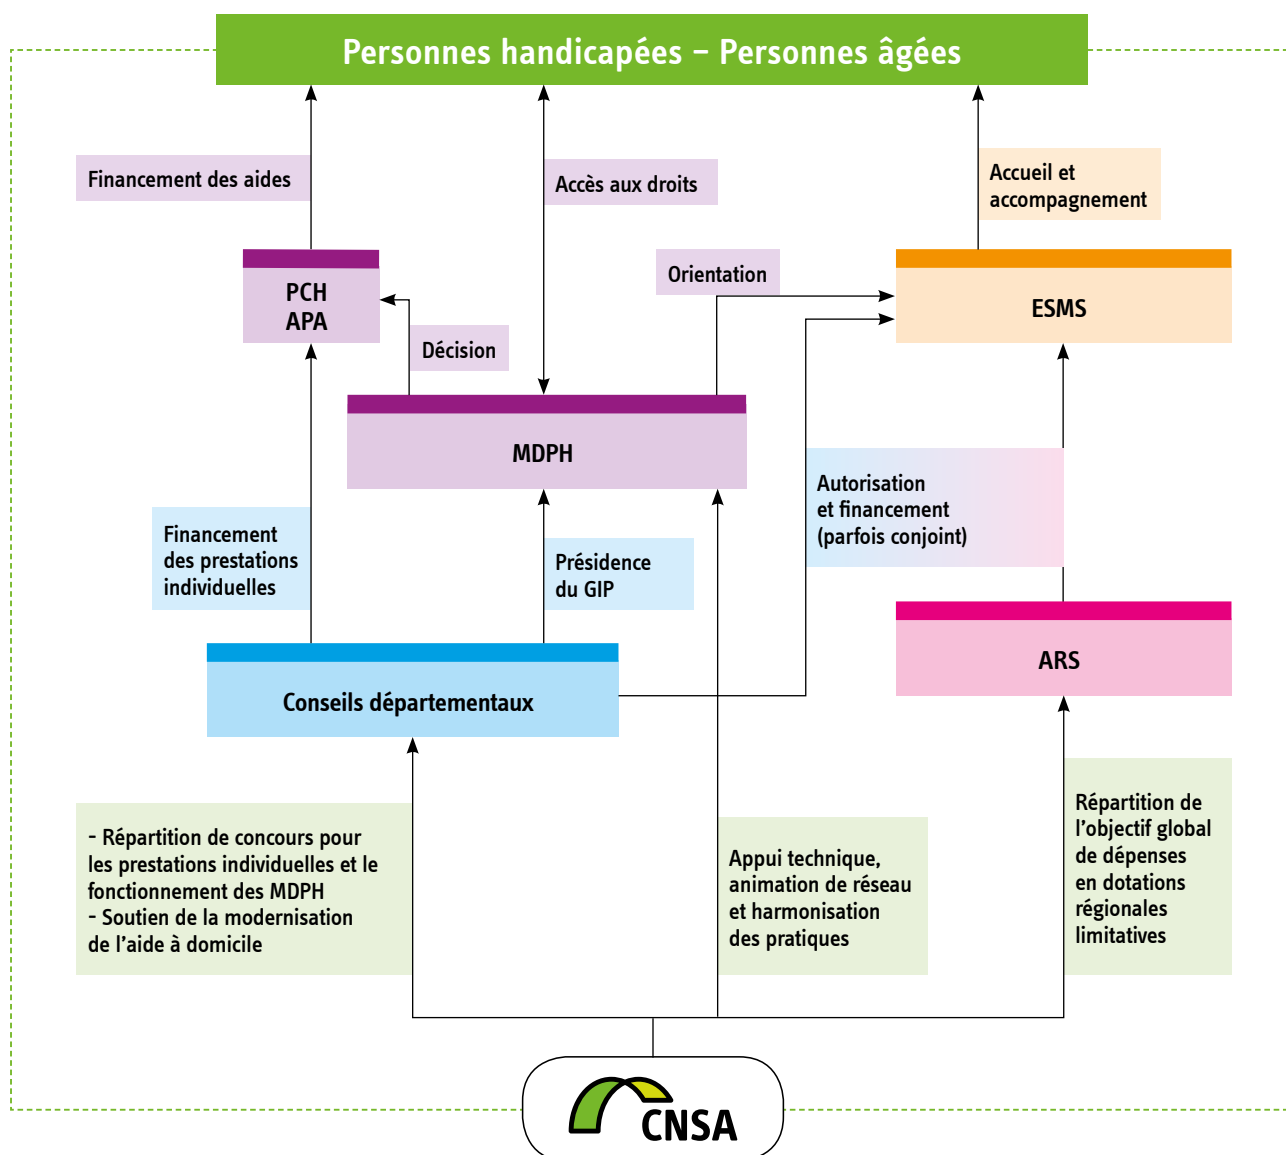 Personnes handicapées – Personnes âgées
Financement des aides
Accès aux droits
Accueil et
accompagnement
Orientation
PCH
APA
ESMS
Décision
MDPH
Autorisation
et financement
(parfois conjoint)
Financement
des prestations
individuelles
Présidence
du GIP
ARS
Conseils départementaux
- Répartition de concours pour
les prestations individuelles et le
fonctionnement des MDPH
- Soutien de la modernisation
de l'aide à domicile
Appui technique,
animation de réseau
et harmonisation
des pratiques
Répartition de
l'objectif global
de dépenses
en dotations
régionales
limitatives
CNSA